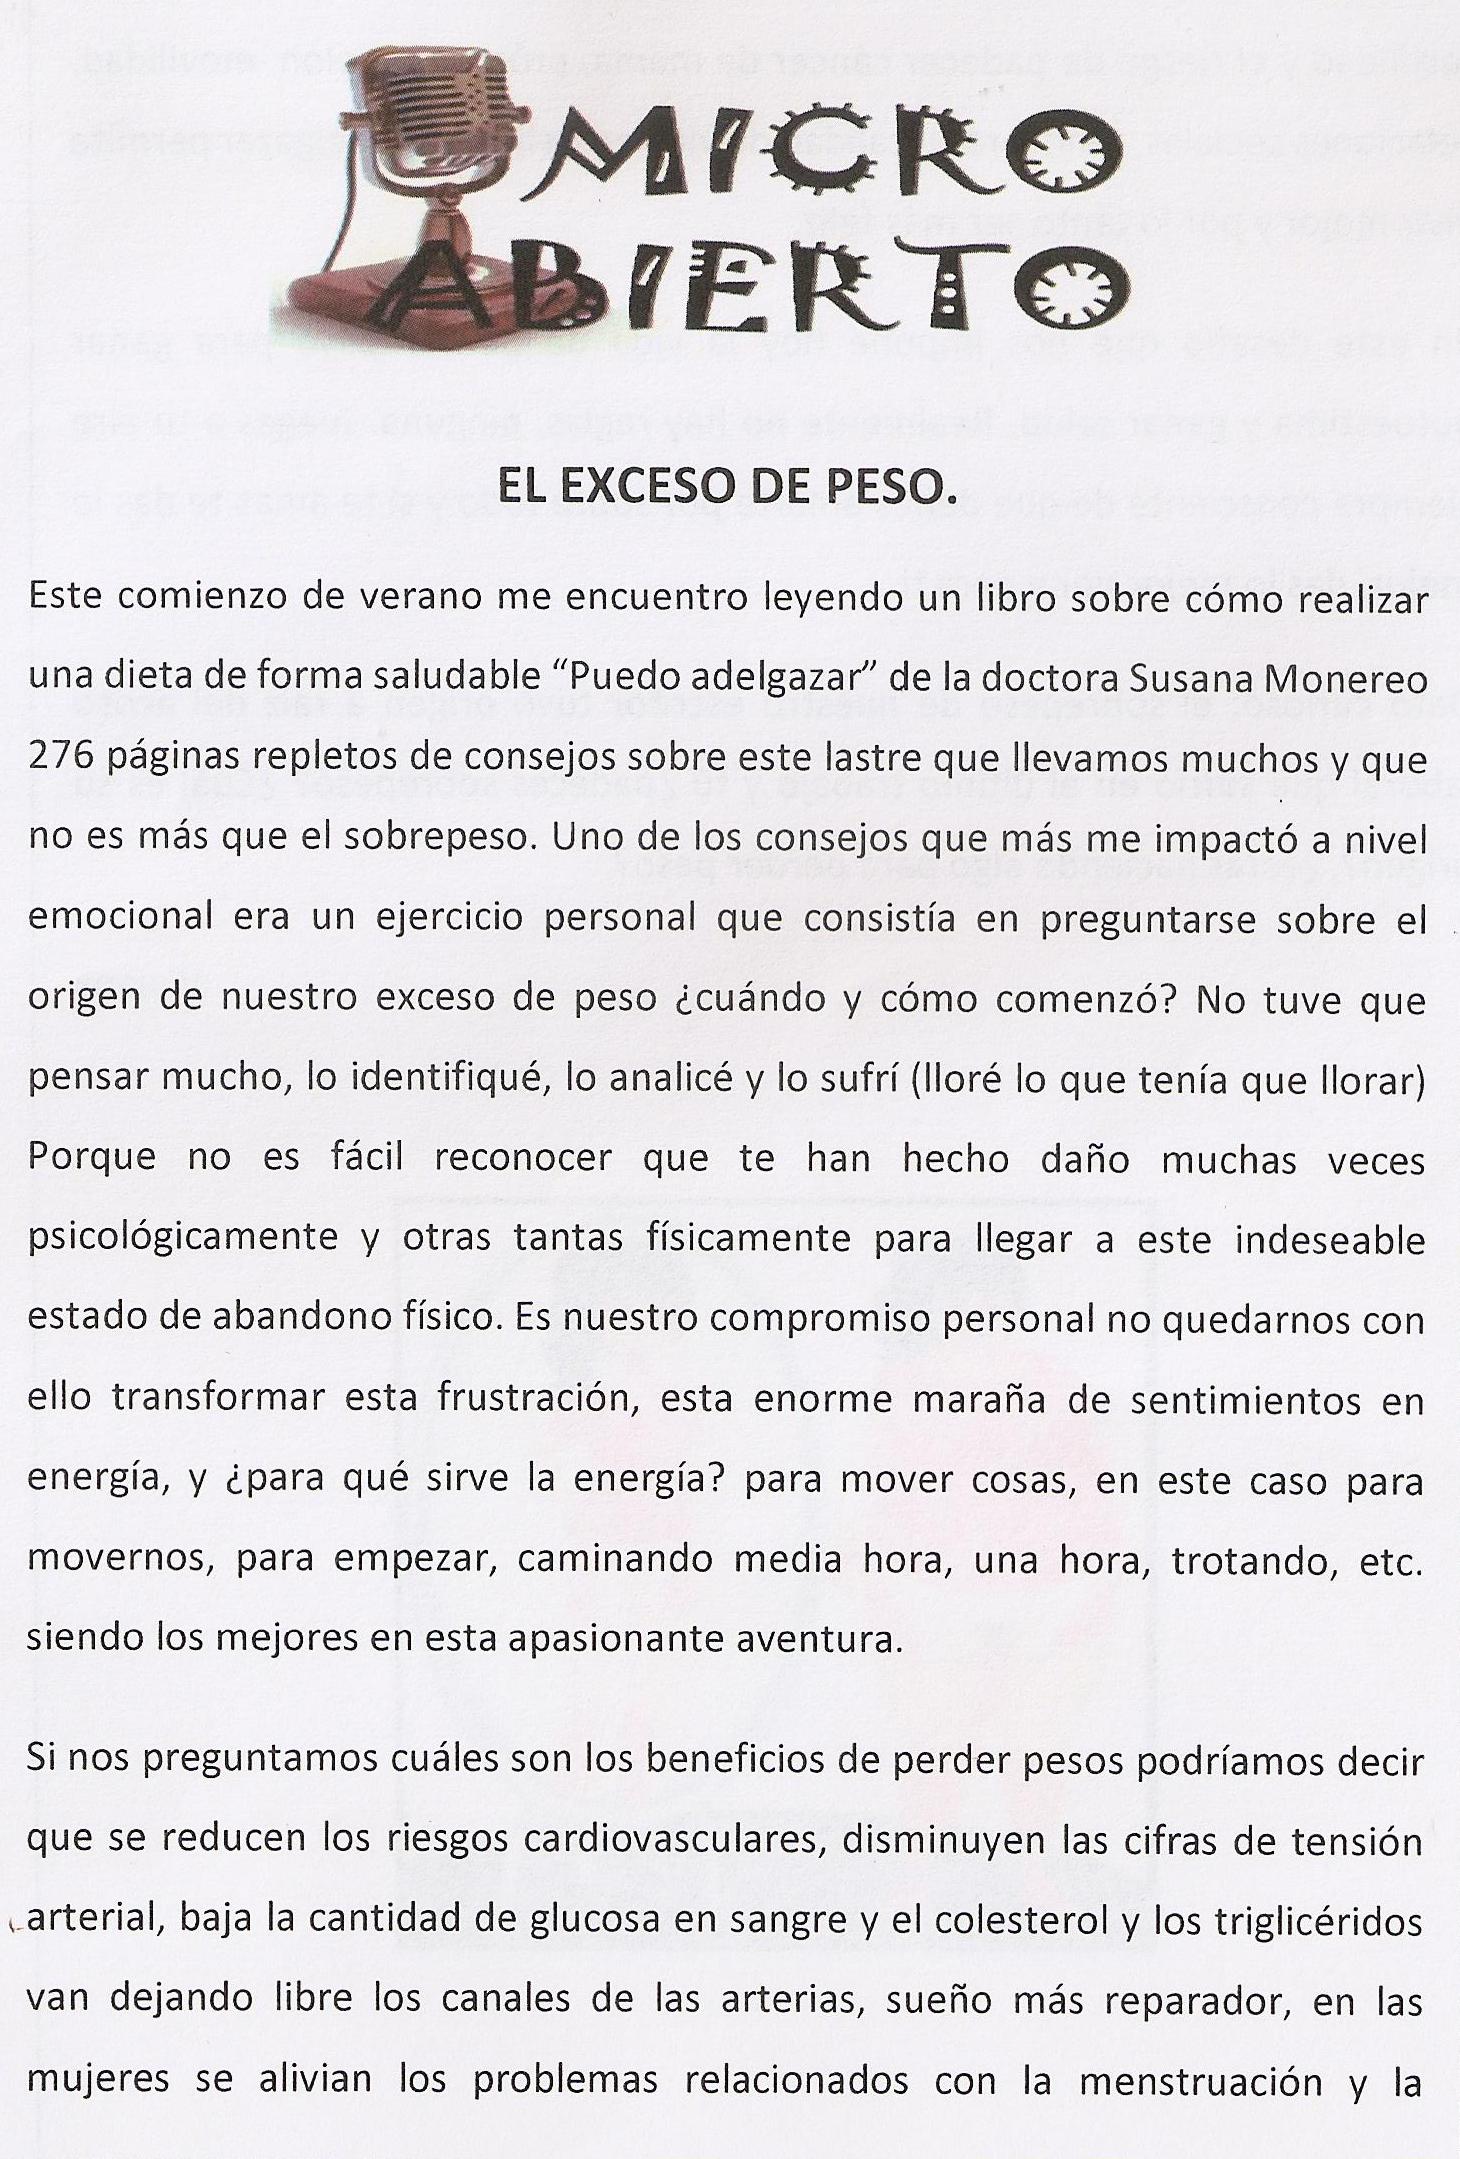 MICRO
ABIERTO
EL EXCESO DE PESO.
Este comienzo de verano me encuentro leyendo un libro sobre cómo realizar
una dieta de forma saludable “Puedo adelgazar” de la doctora Susana Monereo
276 páginas repletos de consejos sobre este lastre que llevamos muchos y que
no es más que el sobrepeso. Uno de los consejos que más me impactó a nivel
emocional era un ejercicio personal que consistía en preguntarse sobre el
origen de nuestro exceso de peso ¿cuándo y cómo comenzó? No tuve que
pensar mucho, lo identifiqué, lo analicé y lo sufrí (lloré lo que tenía que llorar)
Porque no es fácil reconocer que te han hecho daño muchas veces
psicológicamente y otras tantas físicamente para llegar a este indeseable
estado de abandono físico. Es nuestro compromiso personal no quedarnos con
ello transformar esta frustración, esta enorme maraña de sentimientos en
energía, y ¿para qué sirve la energía? para mover cosas, en este caso para
movernos, para empezar, caminando media hora, una hora, trotando, etc.
siendo los mejores en esta apasionante aventura.
Si nos preguntamos cuáles son los beneficios de perder pesos podríamos decir
que se reducen los riesgos cardiovasculares, disminuyen las cifras de tensión
arterial, baja la cantidad de glucosa en sangre y el colesterol y los triglicéridos
van dejando libre los canales de las arterias, sueño más reparador, en las
mujeres se alivian los problemas relacionados con la menstruación y la